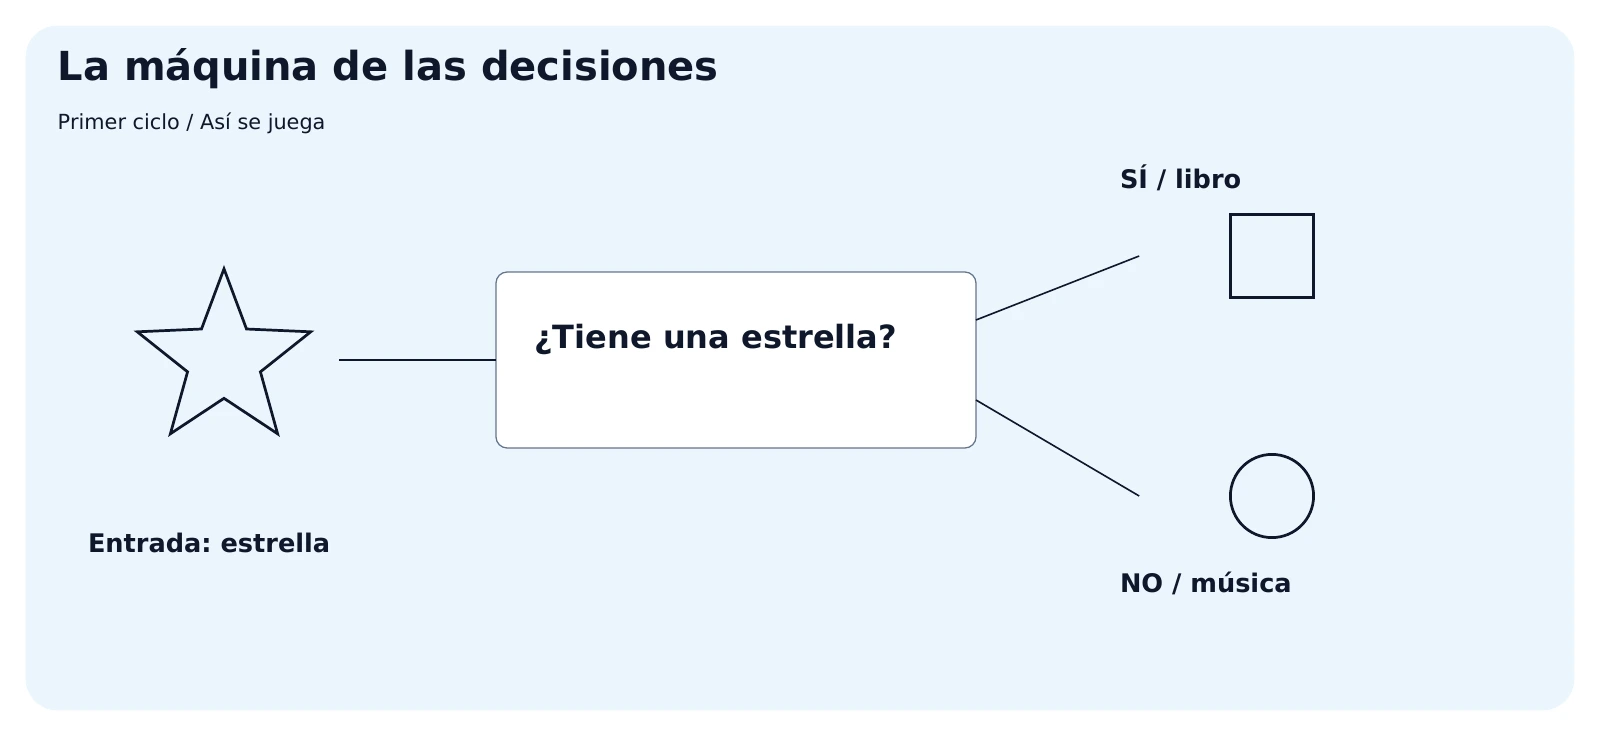 La máquina de las decisiones
Primer ciclo / Así se juega
SÍ / libro
¿Tiene una estrella?
Entrada: estrella
NO / música